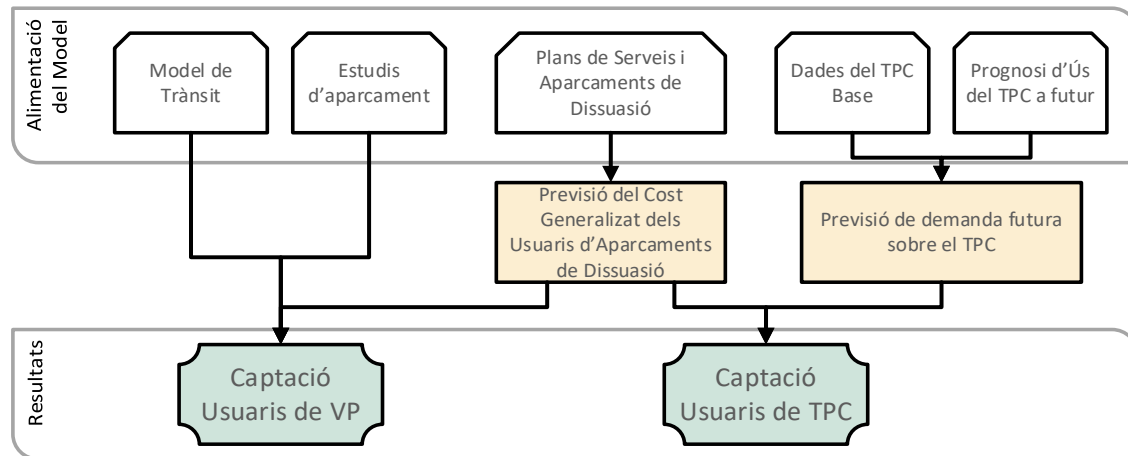 Alimentació
del Model
Model de
Trànsit
Estudis
d’aparcament
Plans de Serveis i
Aparcaments de
Dissuasió
Dades del TPC
Base
Prognosi d’Ús
del TPC a futur
Previsió del Cost
Generalizat dels
Usuaris d’Aparcaments
de Dissuasió
Previsió de demanda futura
sobre el TPC
Resultats
Captació
Usuaris de VP
Captació
Usuaris de TPC